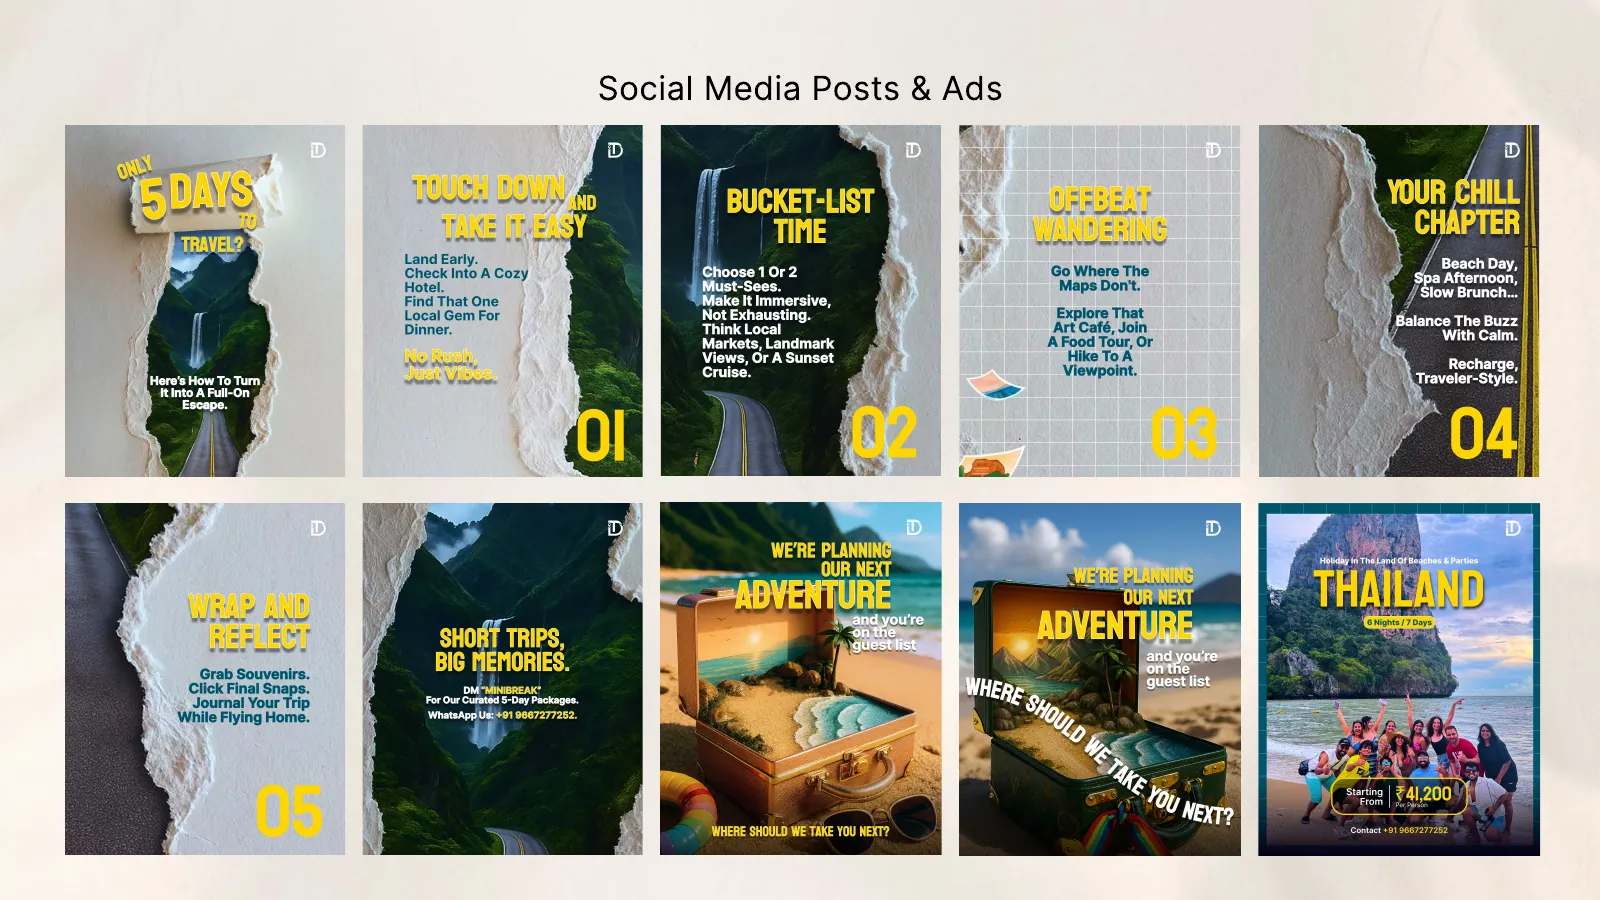 Social Media Posts & Ads
ONLY
5 DAYS
TO
TRAVEL?
Here's How To Turn
It Into A Full-On
Escape.
TOUCH DOWN
AND
TAKE IT EASY
Land Early.
Check Into A Cozy
Hotel.
Find That One
Local Gem For
Dinner.
No Rush,
Just Vibes.
01
BUCKET-LIST
TIME
Choose 1 Or 2
Must-Sees.
Make It Immersive,
Not Exhausting.
Think Local
Markets, Landmark
Views, Or A Sunset
Cruise.
02
OFFBEAT
WANDERING
Go Where The
Maps Don't.
Explore That
Art Café, Join
A Food Tour, Or
Hike To A
Viewpoint.
03
YOUR CHILL
CHAPTER
Beach Day,
Spa Afternoon,
Slow Brunch...
Balance The Buzz
With Calm.
Recharge,
Traveler-Style.
04
WRAP AND
REFLECT
Grab Souvenirs.
Click Final Snaps.
Journal Your Trip
While Flying Home.
05
SHORT TRIPS,
BIG MEMORIES.
DM "MINIBREAK"
For Our Curated 5-Day Packages.
WhatsApp Us: +91 9667277252.
WE'RE PLANNING
OUR NEXT
ADVENTURE
and you're
on the
guest list
WHERE SHOULD WE TAKE YOU NEXT?
WE'RE PLANNING
OUR NEXT
ADVENTURE
and you're
on the
guest list
WHERE SHOULD WE TAKE YOU NEXT?
Holiday In The Land Of Beaches & Parties
THAILAND
6 Nights / 7 Days
Starting
From
₹41,200
Per Person
Contact +91 9667277252